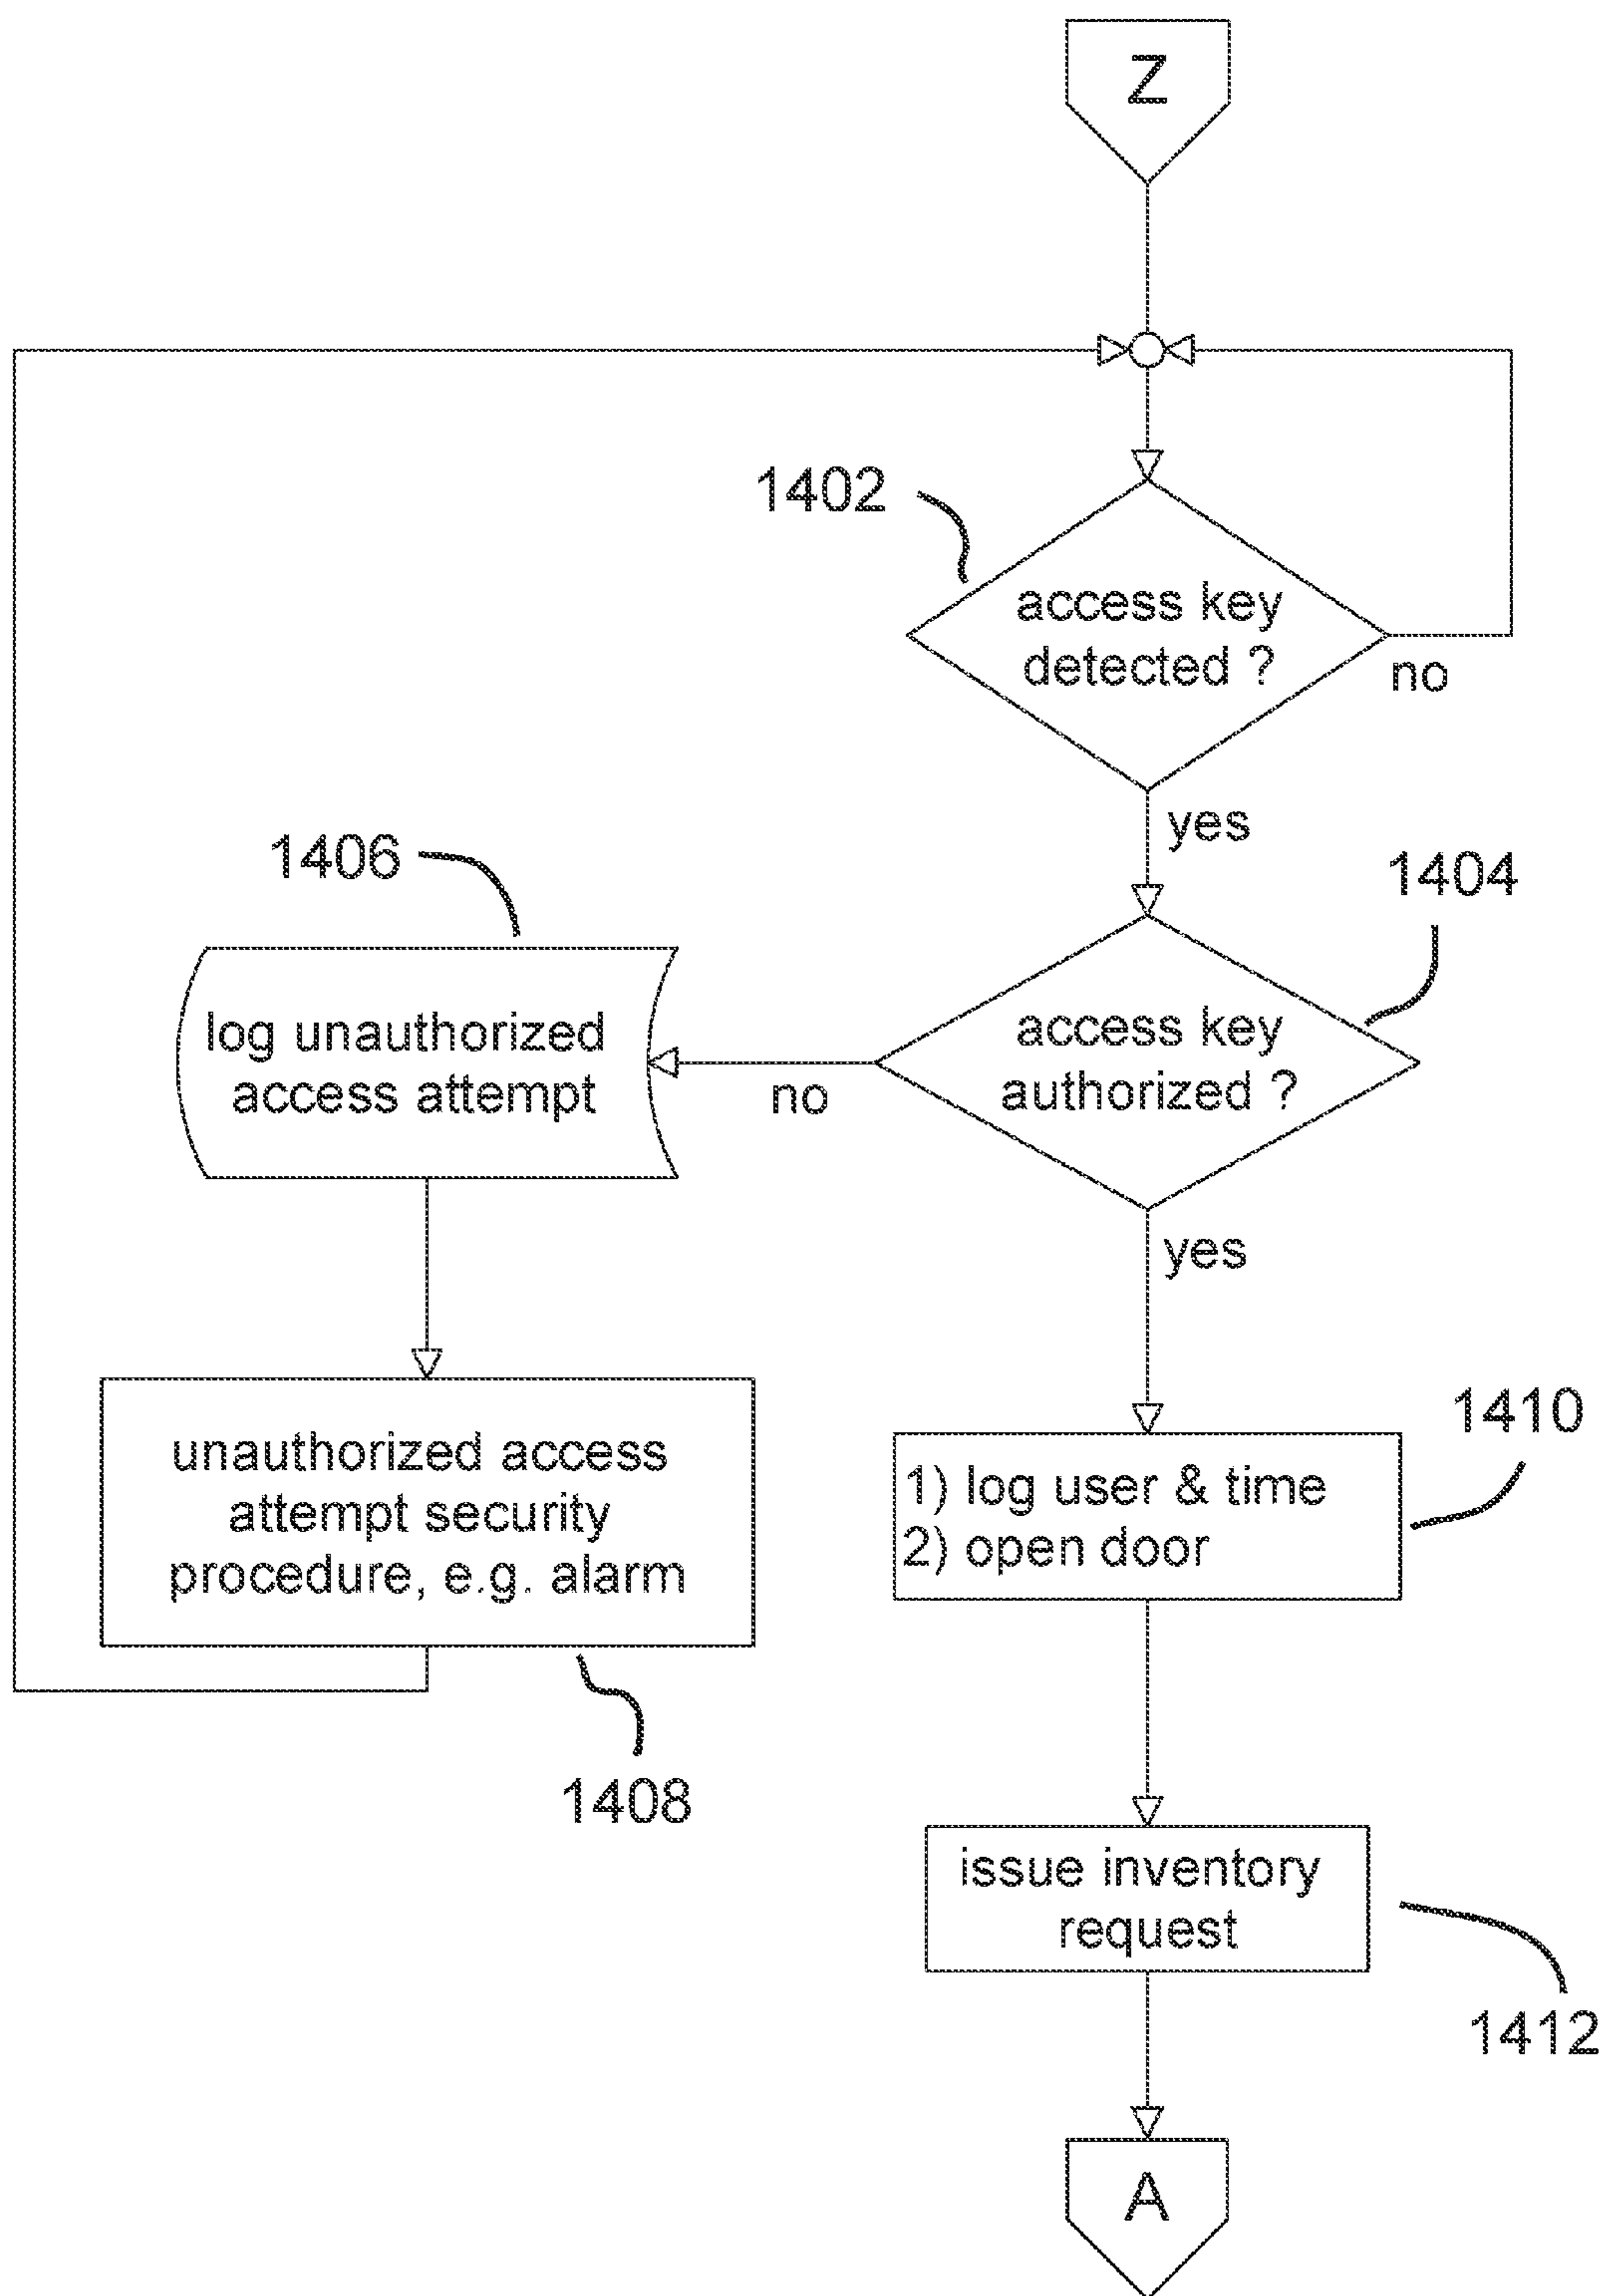 Z
1402
access key
detected ?
no
yes
1406
1404
log unauthorized
access attempt
no
access key
authorized ?
yes
unauthorized access
attempt security
procedure, e.g. alarm
1410
1) log user & time
2) open door
1408
issue inventory
request
1412
A